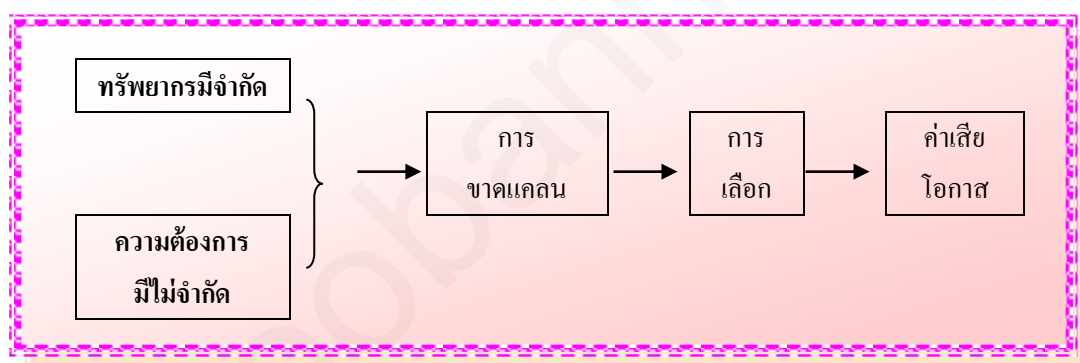 ทรัพยากรมีจำกัด
ความต้องการ
มีไม่จำกัด
การ
ขาดแคลน
การ
เลือก
ค่าเสีย
โอกาส